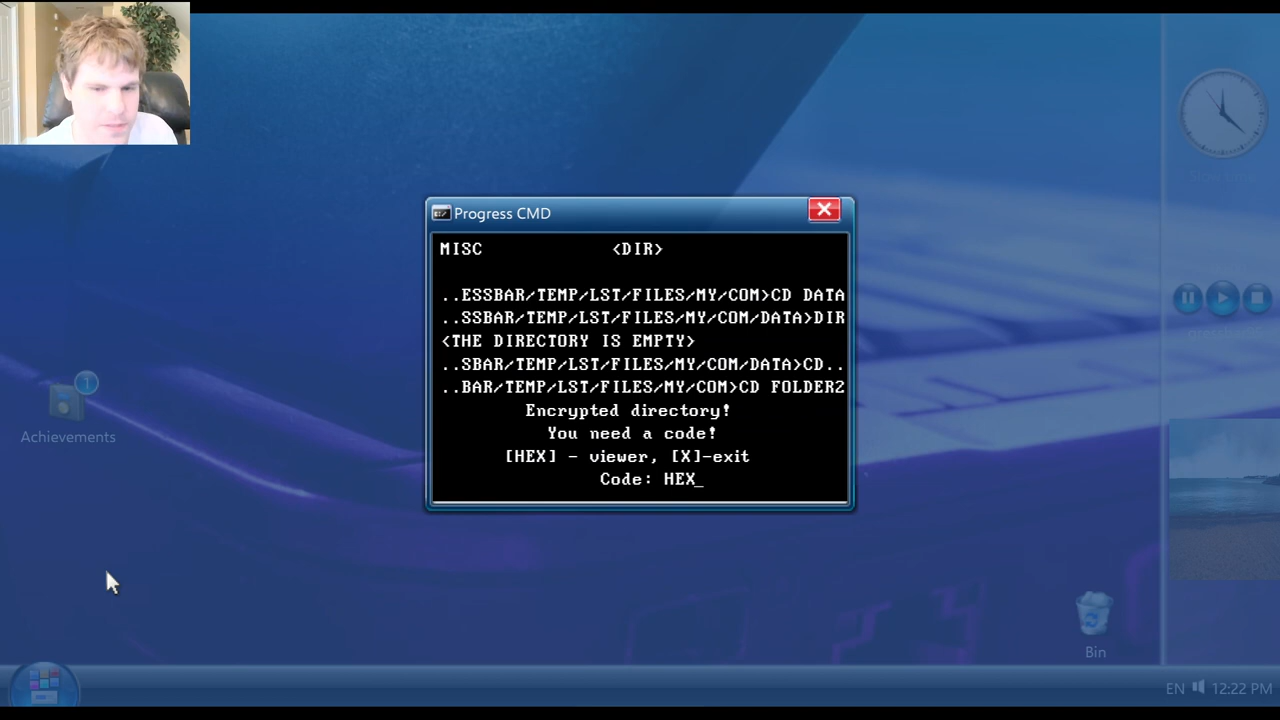 Progress CMD
MISC <DIR>
..ESSBAR/TEMP/LST/FILES/MY/COM>CD DATA
..SSBAR/TEMP/LST/FILES/MY/COM/DATA>DIR
<THE DIRECTORY IS EMPTY>
..SBAR/TEMP/LST/FILES/MY/COM/DATA>CD..
..BAR/TEMP/LST/FILES/MY/COM>CD FOLDER2
Encrypted directory!
You need a code!
[HEX] - viewer, [X]-exit
Code: HEX_
1
Achievements
Bin
EN 12:22 PM